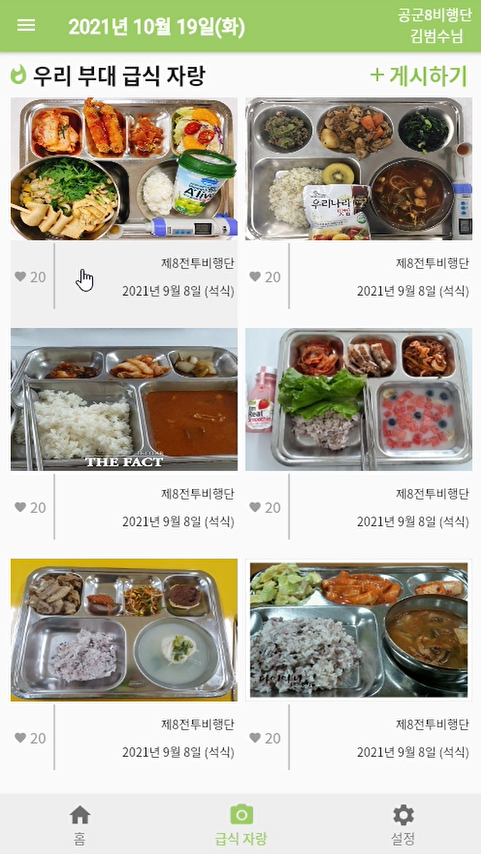 2021년 10월 19일(화)
공군8비행단
김범수님
우리 부대 급식 자랑
+ 게시하기
Alive
우리나라
맛밤
20
제8전투비행단
2021년 9월 8일 (석식)
20
제8전투비행단
2021년 9월 8일 (석식)
THE FACT
Real
Smoothie
20
제8전투비행단
2021년 9월 8일 (석식)
20
제8전투비행단
2021년 9월 8일 (석식)
20
제8전투비행단
2021년 9월 8일 (석식)
20
제8전투비행단
2021년 9월 8일 (석식)
홈
급식 자랑
설정